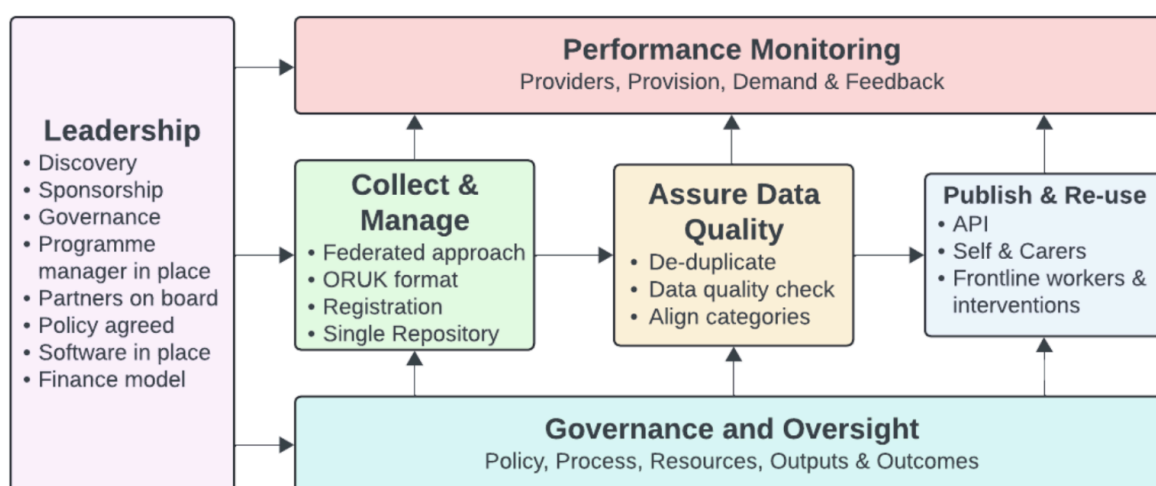 Performance Monitoring
Providers, Provision, Demand & Feedback
Leadership
• Discovery
• Sponsorship
• Governance
• Programme
manager in place
• Partners on board
• Policy agreed
• Software in place
• Finance model
Collect &
Manage
• Federated approach
• ORUK format
• Registration
• Single Repository
Assure Data
Quality
• De-duplicate
• Data quality check
• Align categories
Publish & Re-use
• API
• Self & Carers
• Frontline workers &
interventions
Governance and Oversight
Policy, Process, Resources, Outputs & Outcomes